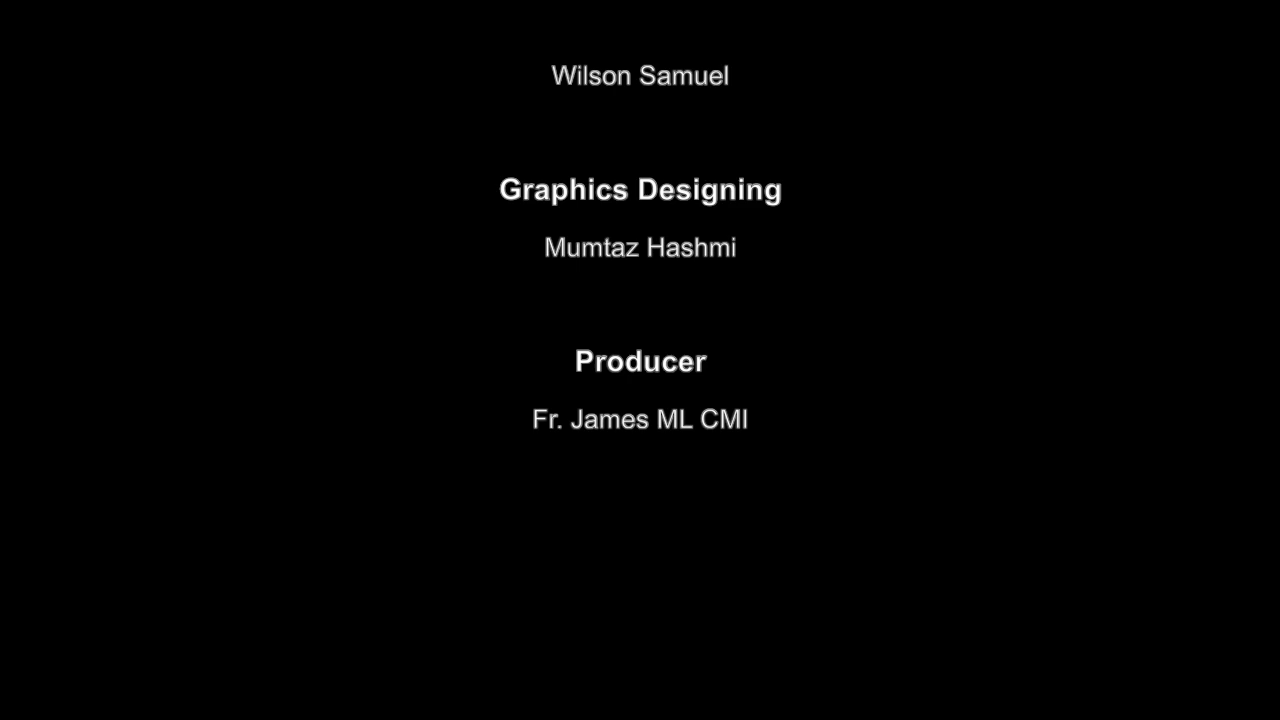 Wilson Samuel
Graphics Designing
Mumtaz Hashmi
Producer
Fr. James ML CMI